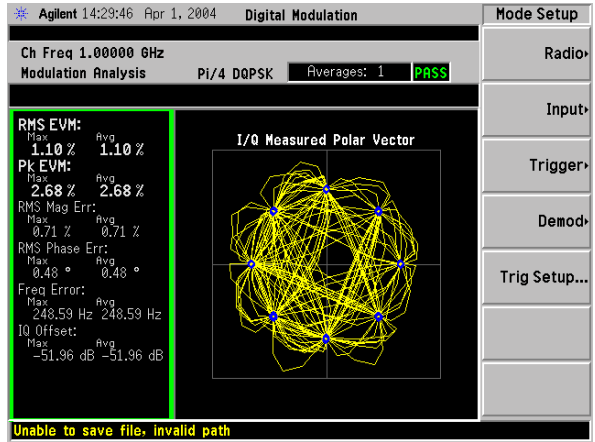 Agilent 14:29:46 Apr 1, 2004 Digital Modulation Mode Setup
Ch Freq 1.00000 GHz
Modulation Analysis Pi/4 DQPSK Averages: 1 PASS
Radio
Input
Trigger
Demod
Trig Setup...
RMS EVM:
Max Avg
1.10 % 1.10 %
Pk EVM:
Max Avg
2.68 % 2.68 %
RMS Mag Err:
Max Avg
0.71 % 0.71 %
RMS Phase Err:
Max Avg
0.48 ° 0.48 °
Freq Error:
Max Avg
248.59 Hz 248.59 Hz
IQ Offset:
Max Avg
-51.96 dB -51.96 dB
I/Q Measured Polar Vector
Unable to save file, invalid path